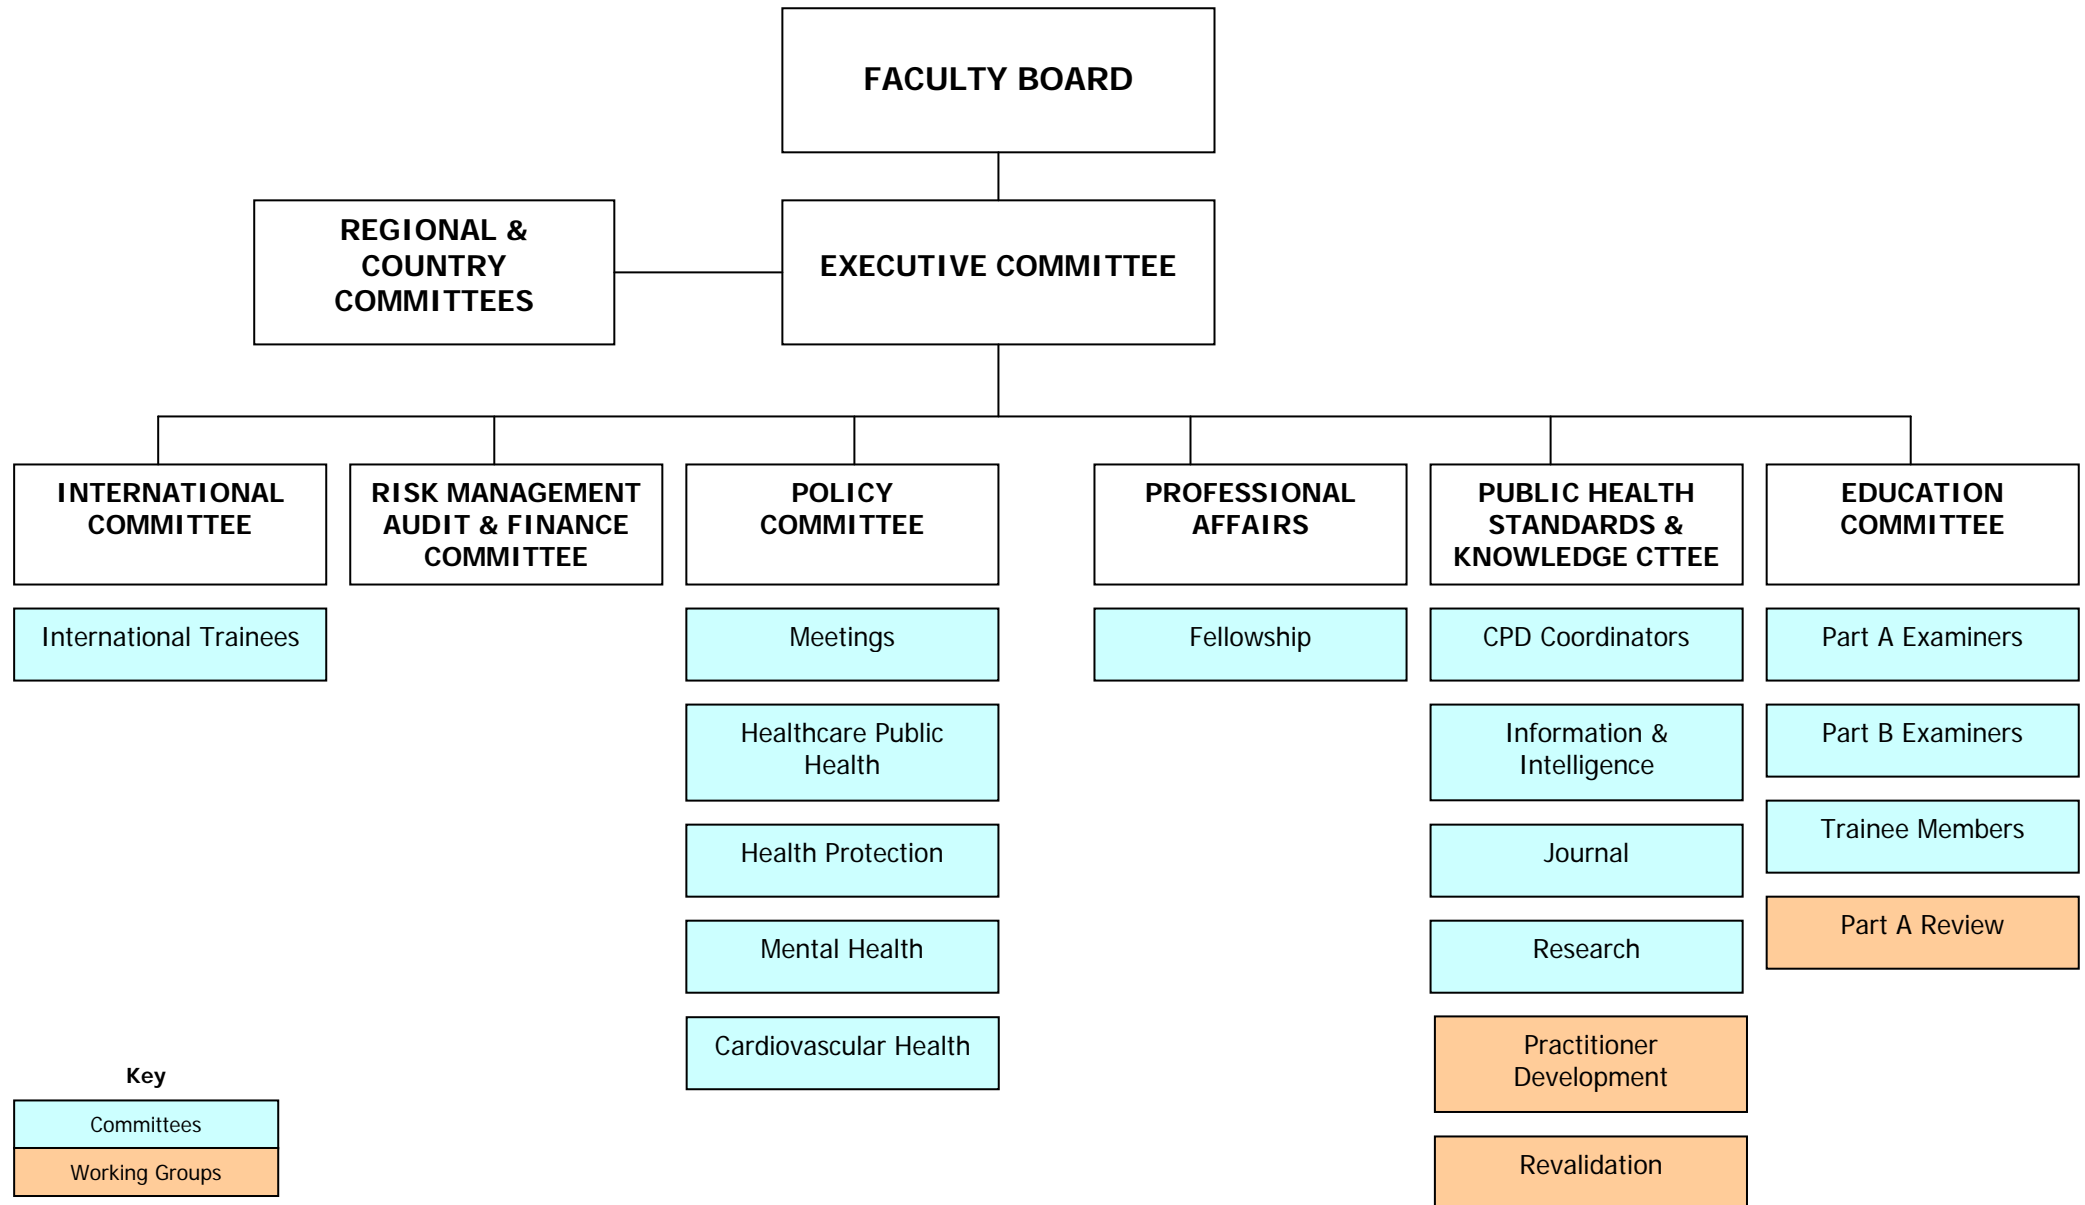 FACULTY BOARD
REGIONAL &
COUNTRY
COMMITTEES
EXECUTIVE COMMITTEE
INTERNATIONAL
COMMITTEE
RISK MANAGEMENT
AUDIT & FINANCE
COMMITTEE
POLICY
COMMITTEE
PROFESSIONAL
AFFAIRS
PUBLIC HEALTH
STANDARDS &
KNOWLEDGE CTTEE
EDUCATION
COMMITTEE
International Trainees
Meetings
Healthcare Public
Health
Health Protection
Mental Health
Cardiovascular Health
Fellowship
CPD Coordinators
Information &
Intelligence
Journal
Research
Practitioner
Development
Revalidation
Part A Examiners
Part B Examiners
Trainee Members
Part A Review
Key
Committees
Working Groups